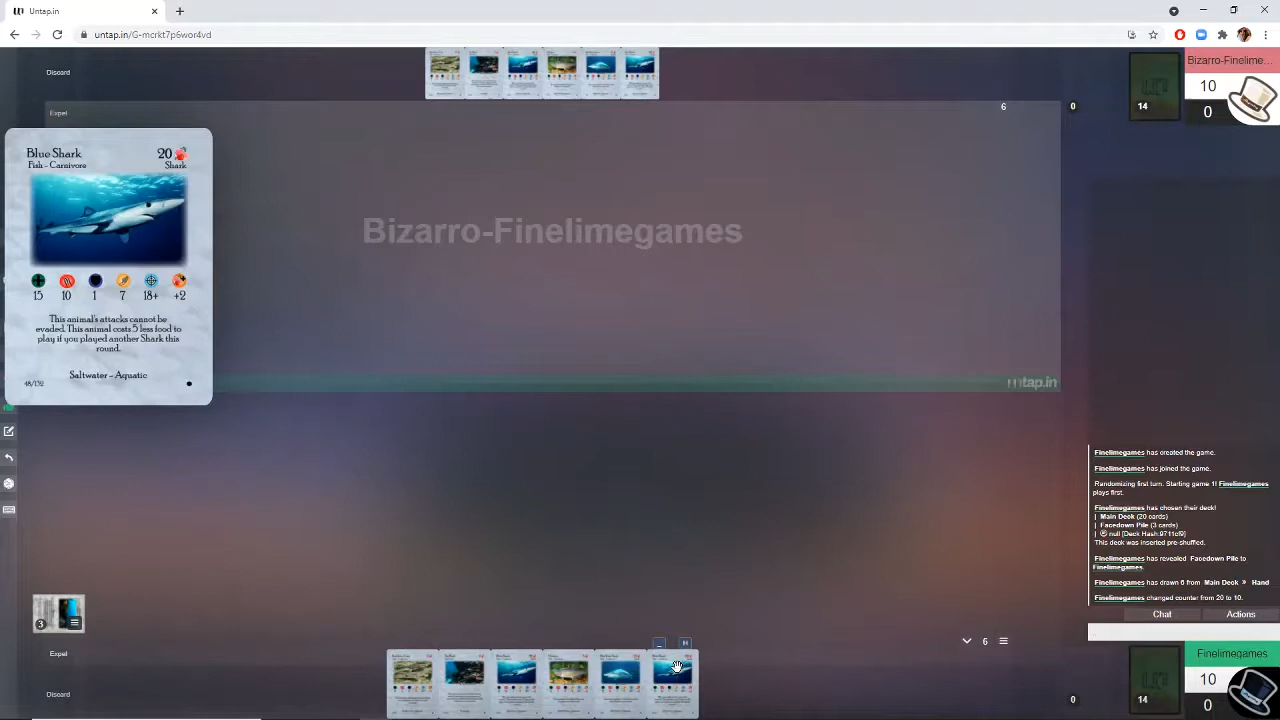 Untap.in
untap.in/G-mcrkt7p6wor4vd
Discard
Bizarro-Finelime...
10
0
14
Expel
6
0
Blue Shark
20
Fish - Carnivore
Shark
15 10 1 7 18+ +2
This animal's attacks cannot be
evaded. This animal costs 5 less food to
play if you played another Shark this
round.
Saltwater - Aquatic
48/132
Bizarro-Finelimegames
untap.in
Finelimegames has created the game.
Finelimegames has joined the game.
Randomizing first turn. Starting game 1! Finelimegames
plays first.
Finelimegames has chosen their deck!
| Main Deck (20 cards)
| Facedown Pile (3 cards)
null [Deck Hash:9711cf9]
This deck was inserted pre-shuffled.
Finelimegames has revealed Facedown Pile to
Finelimegames.
Finelimegames has drawn 6 from Main Deck » Hand
Finelimegames changed counter from 20 to 10.
Chat
Actions
3
H
6
Expel
Discard
Finelimegames
10
0
14
0